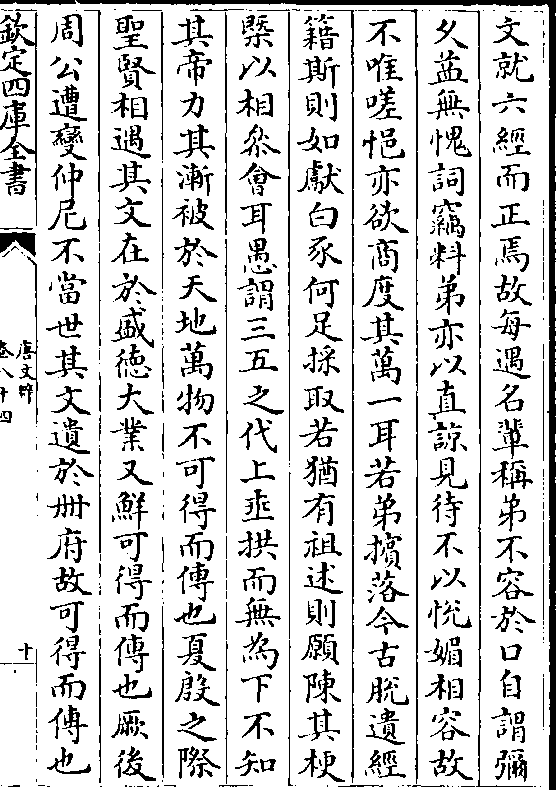 文就六經而正焉故每遇名輩稱弟不容於口自謂彌
久益無愧詞竊料弟亦以直諒見待不以恱媚相容故
不唯嗟悒亦欲商度其萬一耳若弟擯落今古脫遺經
籍斯則如獻白豕何足採取若猶有祖述則願陳其梗
槩以相叅會耳愚謂三五之代上垂拱而無為下不知
其帝力其漸被於天地萬物不可得而傳也夏殷之際
聖賢相遇其文在於盛徳大業又鮮可得而傳也厥後
周公遭變仲尼不當世其文遺於册府故可得而傳也
欽定四庫全書
唐文粹
卷八十四
十